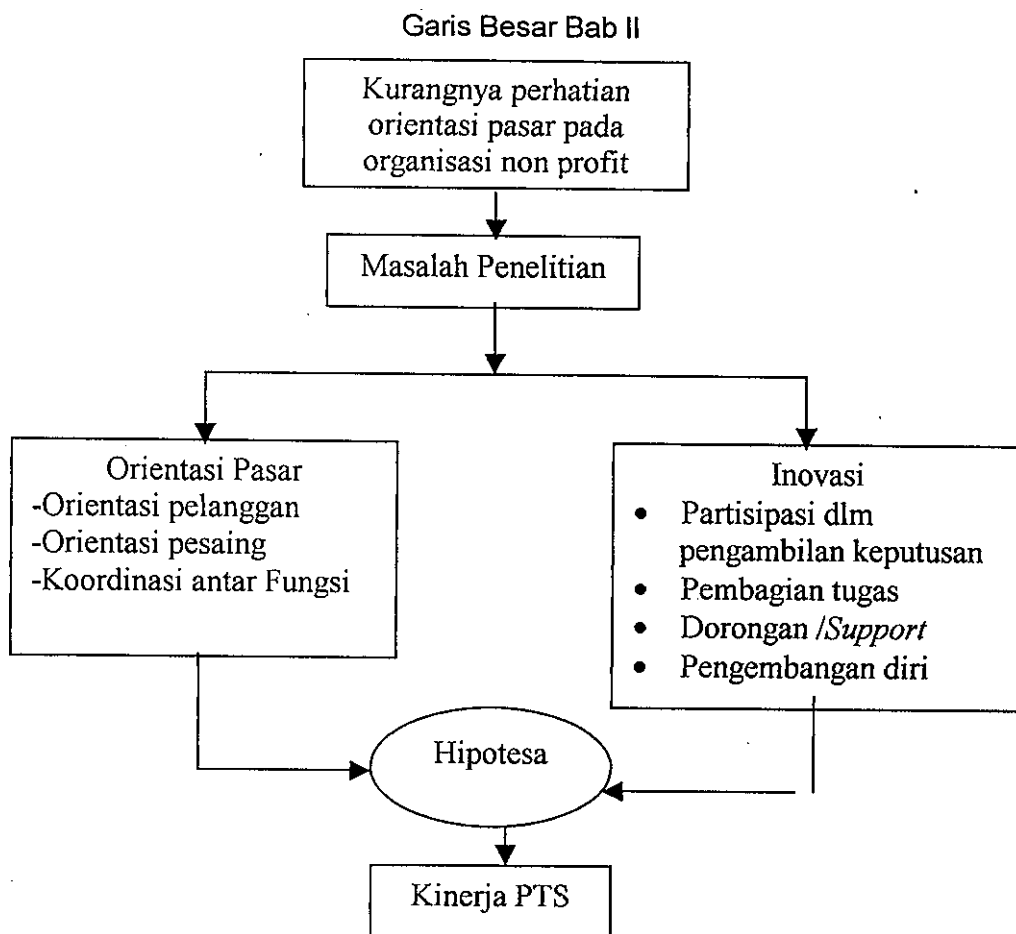 Garis Besar Bab II
Kurangnya perhatian
orientasi pasar pada
organisasi non profit
Masalah Penelitian
Orientasi Pasar
-Orientasi pelanggan
-Orientasi pesaing
-Koordinasi antar Fungsi
Inovasi
• Partisipasi dlm
pengambilan keputusan
• Pembagian tugas
• Dorongan /Support
• Pengembangan diri
Hipotesa
Kinerja PTS